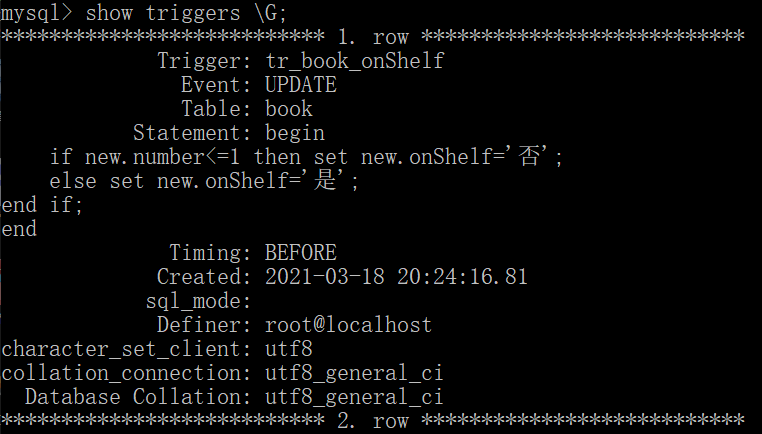 mysql> show triggers \G;
*************************** 1. row ***************************
Trigger: tr_book_onShelf
Event: UPDATE
Table: book
Statement: begin
if new.number<=1 then set new.onShelf='否';
else set new.onShelf='是';
end if;
end
Timing: BEFORE
Created: 2021-03-18 20:24:16.81
sql_mode:
Definer: root@localhost
character_set_client: utf8
collation_connection: utf8_general_ci
Database Collation: utf8_general_ci
*************************** 2. row ***************************